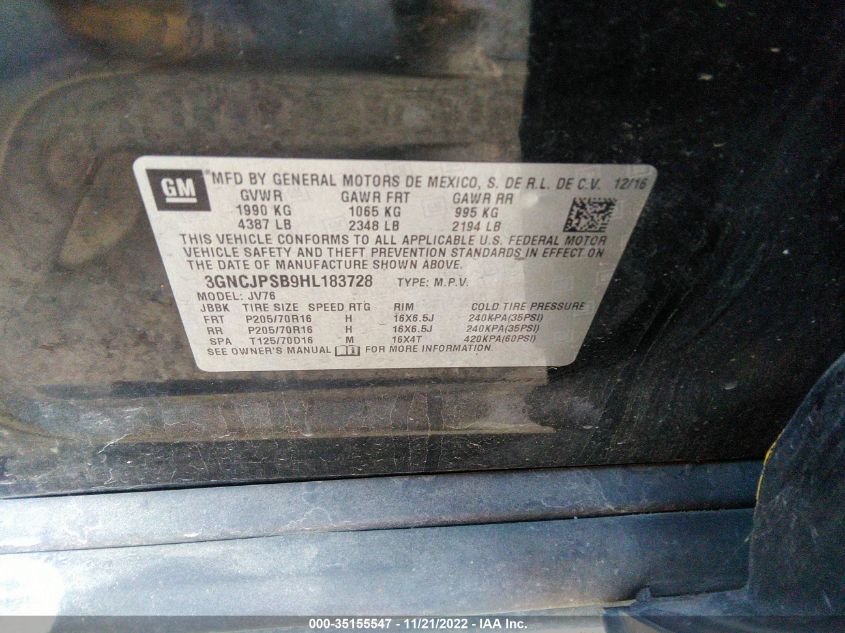 GM
*MFD BY GENERAL MOTORS DE MEXICO, S. DE R.L. DE C.V. 12/16
GVWR GAWR FRT GAWR RR
1990 KG 1065 KG 995 KG
4387 LB 2348 LB 2194 LB
THIS VEHICLE CONFORMS TO ALL APPLICABLE U.S. FEDERAL MOTOR
VEHICLE SAFETY AND THEFT PREVENTION STANDARDS IN EFFECT ON
THE DATE OF MANUFACTURE SHOWN ABOVE.
3GNCJPSB9HL183728 TYPE: M.P.V.
MODEL: JV76
JBBK TIRE SIZE SPEED RTG RIM COLD TIRE PRESSURE
FRT P205/70R16 H 16X6.5J 240KPA(35PSI)
RR P205/70R16 H 16X6.5J 240KPA(35PSI)
SPA T125/70D16 M 16X4T 420KPA(60PSI)
SEE OWNER'S MANUAL FOR MORE INFORMATION.
000-35155547 - 11/21/2022 - IAA Inc.